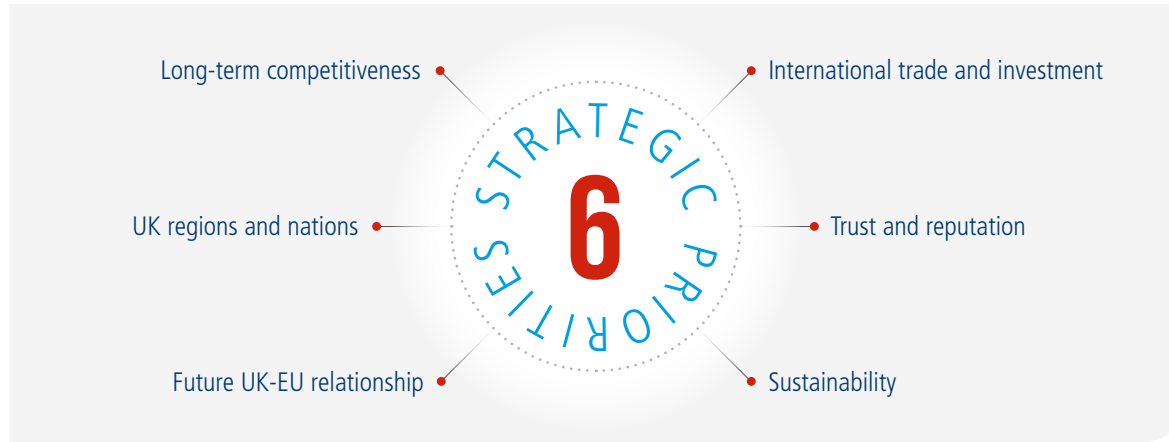 Long-term competitiveness
International trade and investment
STRATEGIC PRIORITIES
6
UK regions and nations
Trust and reputation
Future UK-EU relationship
Sustainability